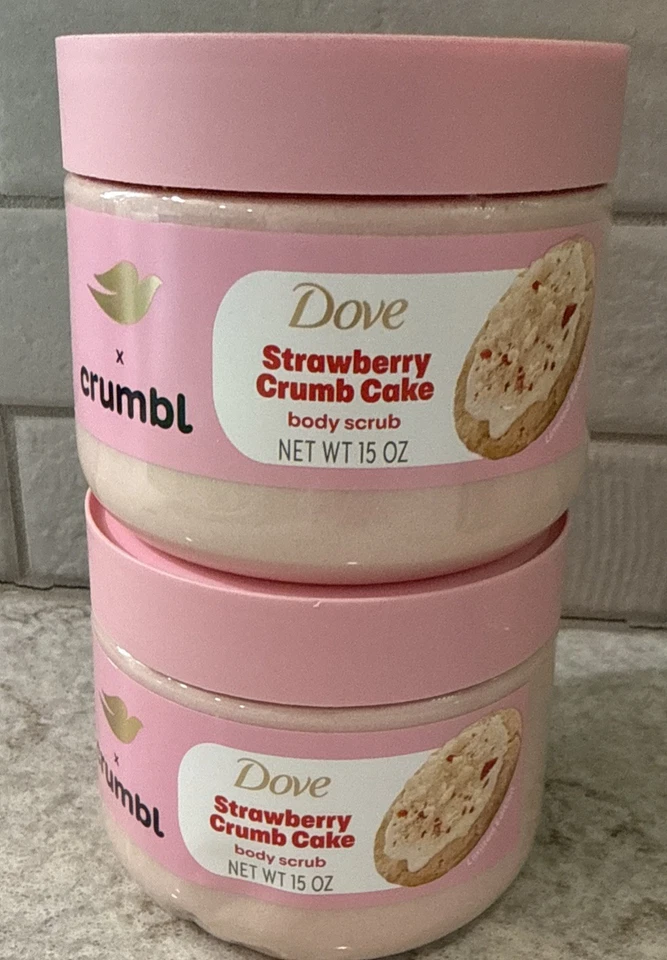 x
crumbl
Dove
Strawberry
Crumb Cake
body scrub
NET WT 15 OZ
x
crumbl
Dove
Strawberry
Crumb Cake
body scrub
NET WT 15 OZ